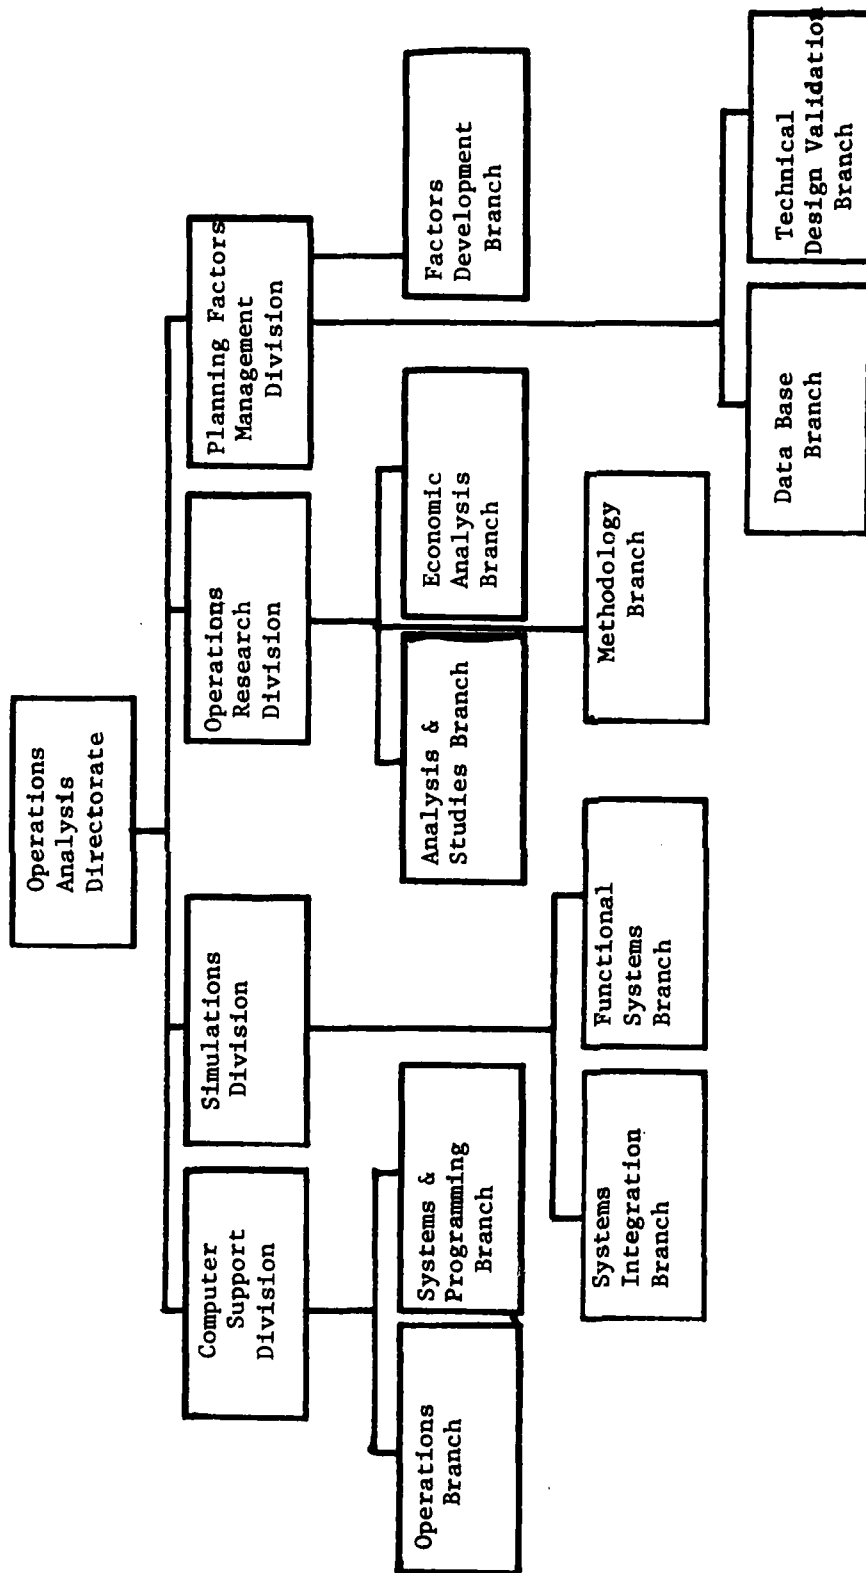 Operations
Analysis
Directorate
Computer
Support
Division
Simulations
Division
Operations
Research
Division
Planning Factors
Management
Division
Operations
Branch
Systems &
Programming
Branch
Analysis &
Studies Branch
Economic
Analysis
Branch
Factors
Development
Branch
Systems
Integration
Branch
Functional
Systems
Branch
Methodology
Branch
Data Base
Branch
Technical
Design Validation
Branch